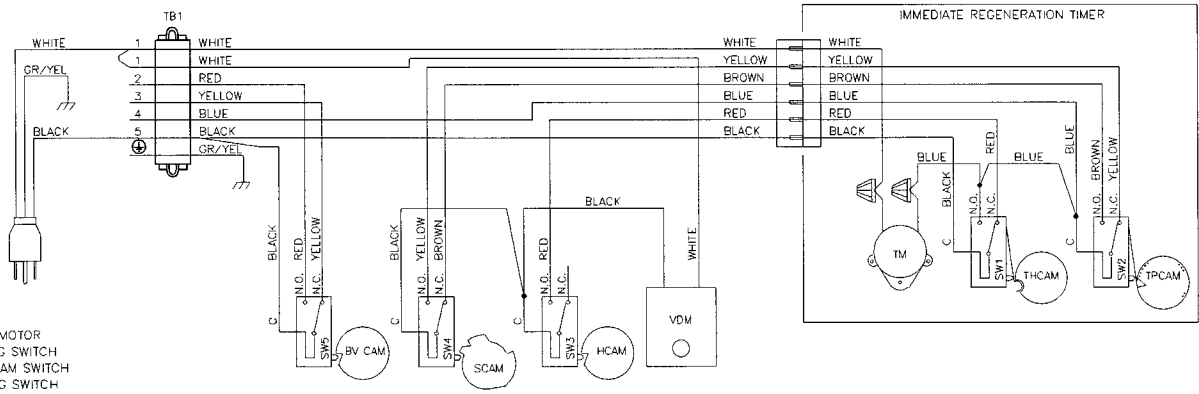 TB1
IMMEDIATE REGENERATION TIMER
WHITE
1
WHITE
WHITE
WHITE
1
WHITE
YELLOW
YELLOW
GR/YEL
2
RED
BROWN
BROWN
3
YELLOW
BLUE
BLUE
4
BLUE
RED
RED
BLACK
5
BLACK
BLACK
BLACK
GR/YEL
BLUE
RED
BLUE
BLUE
BLACK
BROWN
YELLOW
BLACK
N.O.
N.C.
N.O.
N.C.
BLACK
RED
YELLOW
BLACK
YELLOW
BROWN
RED
WHITE
C
TM
SW1
THCAM
C
SW2
TPCAM
N.O.
N.C.
N.O.
N.C.
N.O.
N.C.
C
SW5
BV CAM
C
SW4
SCAM
C
SW3
HCAM
VDM
MOTOR
G SWITCH
AM SWITCH
G SWITCH